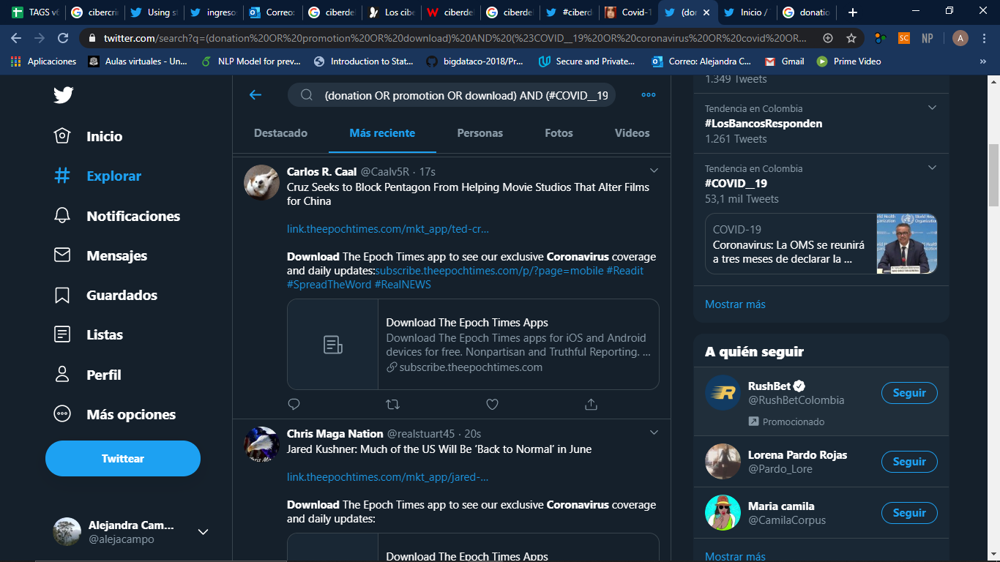 TAGS v6
cibercri
Using s
ingreso
Correo:
ciberde
Los cibe
ciberde
ciberde
#ciberd
Covid-1
(do
Inicio /
donatio
twitter.com/search?q=(donation%20OR%20promotion%20OR%20download)%20AND%20(%23COVID__19%20OR%20coronavirus%20OR%20covid%20OR...
SC
NP
A
Aplicaciones
Aulas virtuales - Un...
NLP Model for prev...
Introduction to Stat...
bigdataco-2018/Pr...
Secure and Private...
Correo: Alejandra C...
Gmail
Prime Video
»
Inicio
Explorar
Notificaciones
Mensajes
Guardados
Listas
Perfil
Más opciones
Twittear
Alejandra Cam...
@alejacampo
(donation OR promotion OR download) AND (#COVID__19
Destacado
Más reciente
Personas
Fotos
Videos
Carlos R. Caal @Caalv5R · 17s
Cruz Seeks to Block Pentagon From Helping Movie Studios That Alter Films
for China
link.theepochtimes.com/mkt_app/ted-cr...
Download The Epoch Times app to see our exclusive Coronavirus coverage
and daily updates:subscribe.theepochtimes.com/p/?page=mobile #Readit
#SpreadTheWord #RealNEWS
Download The Epoch Times Apps
Download The Epoch Times apps for iOS and Android
devices for free. Nonpartisan and Truthful Reporting. ...
subscribe.theepochtimes.com
Chris Maga Nation @realstuart45 · 20s
Jared Kushner: Much of the US Will Be ‘Back to Normal’ in June
link.theepochtimes.com/mkt_app/jared-...
Download The Epoch Times app to see our exclusive Coronavirus coverage
and daily updates:
Download The Epoch Times Apps
1.349 Tweets
Tendencia en Colombia
#LosBancosResponden
1.261 Tweets
Tendencia en Colombia
#COVID__19
53,1 mil Tweets
COVID-19
Coronavirus: La OMS se reunirá
a tres meses de declarar la ...
Mostrar más
A quién seguir
RushBet
@RushBetColombia
Promocionado
Seguir
Lorena Pardo Rojas
@Pardo_Lore
Seguir
Maria camila
@CamilaCorpus
Seguir
Mostrar más